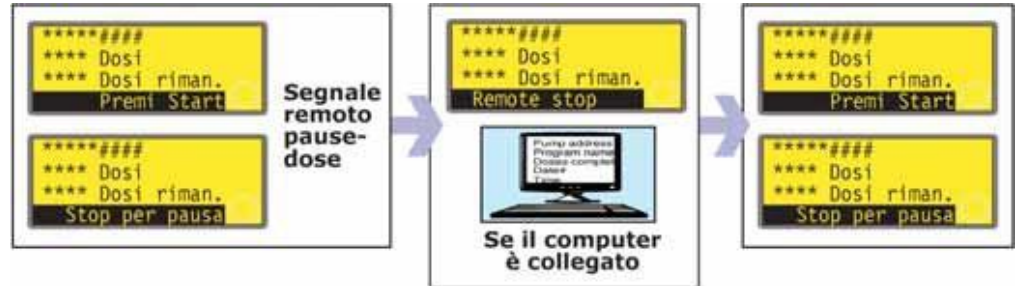 *****####
**** Dosi
**** Dosi riman.
Premi Start
*****####
**** Dosi
**** Dosi riman.
Stop per pausa
Segnale
remoto
pause-
dose
*****####
**** Dosi
**** Dosi riman.
Remote stop
Pump address
Program name
Doses complet
Date#
Time
Se il computer
è collegato
*****####
**** Dosi
**** Dosi riman.
Premi Start
*****####
**** Dosi
**** Dosi riman.
Stop per pausa